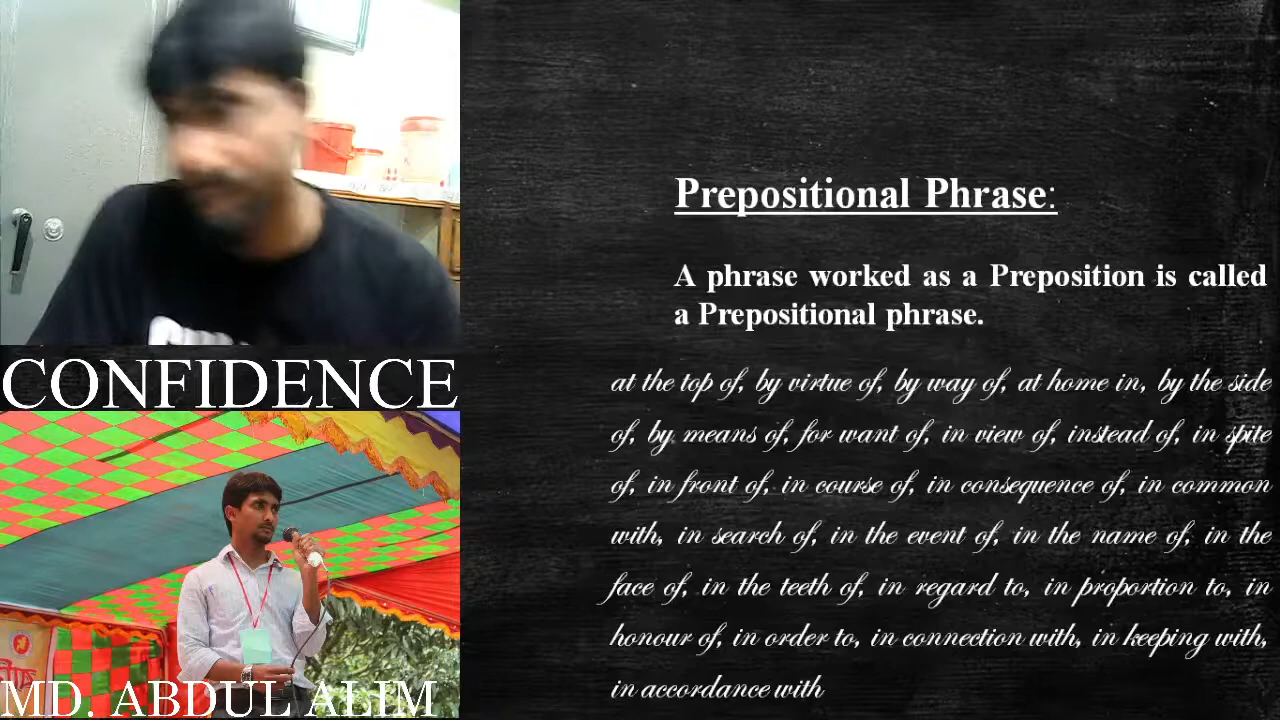 CONFIDENCE
MD. ABDUL ALIM
Prepositional Phrase:
A phrase worked as a Preposition is called
a Prepositional phrase.
at the top of, by virtue of, by way of, at home in, by the side
of, by means of, for want of, in view of, instead of, in spite
of, in front of, in course of, in consequence of, in common
with, in search of, in the event of, in the name of, in the
face of, in the teeth of, in regard to, in proportion to, in
honour of, in order to, in connection with, in keeping with,
in accordance with